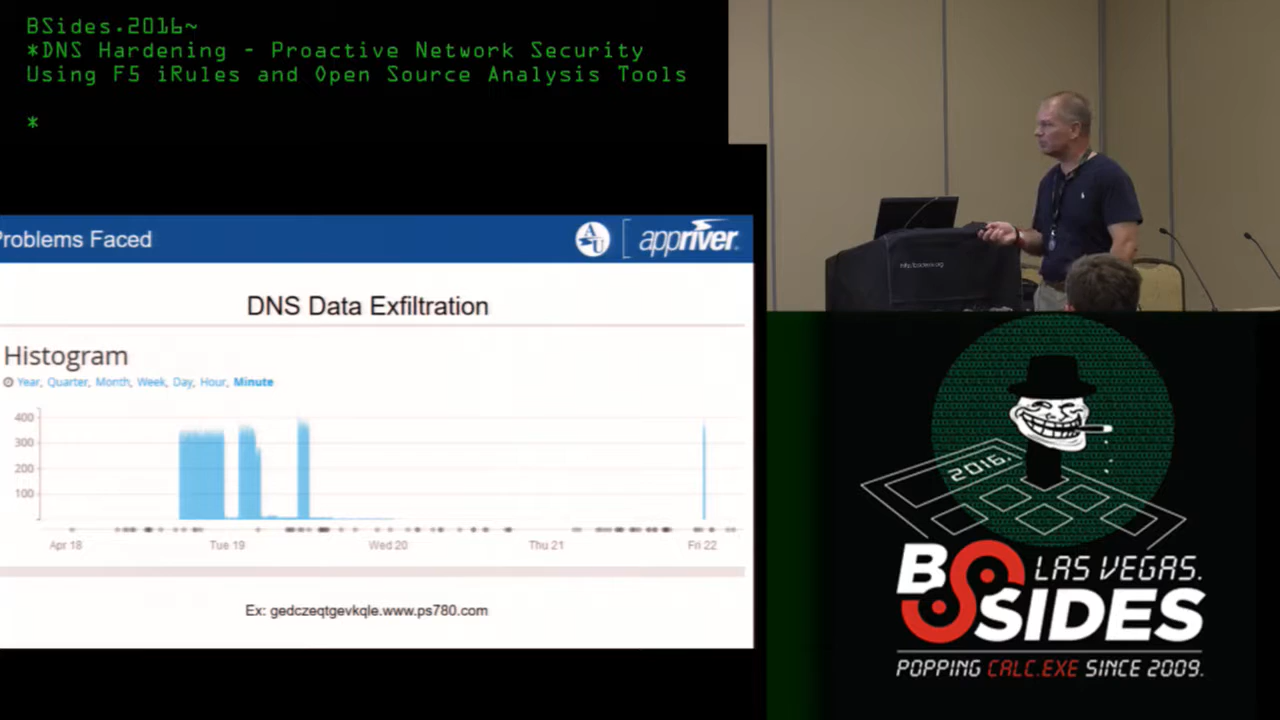 BSides.2016~
*DNS Hardening - Proactive Network Security
Using F5 iRules and Open Source Analysis Tools
*
Problems Faced
AU
appriver
DNS Data Exfiltration
Histogram
Year, Quarter, Month, Week, Day, Hour, Minute
400
300
200
100
Apr 18
Tue 19
Wed 20
Thu 21
Fri 22
Ex: gedczeqtgevkqle.www.ps780.com
2016.
BSIDES
LAS VEGAS.
POPPING CALC.EXE SINCE 2009.